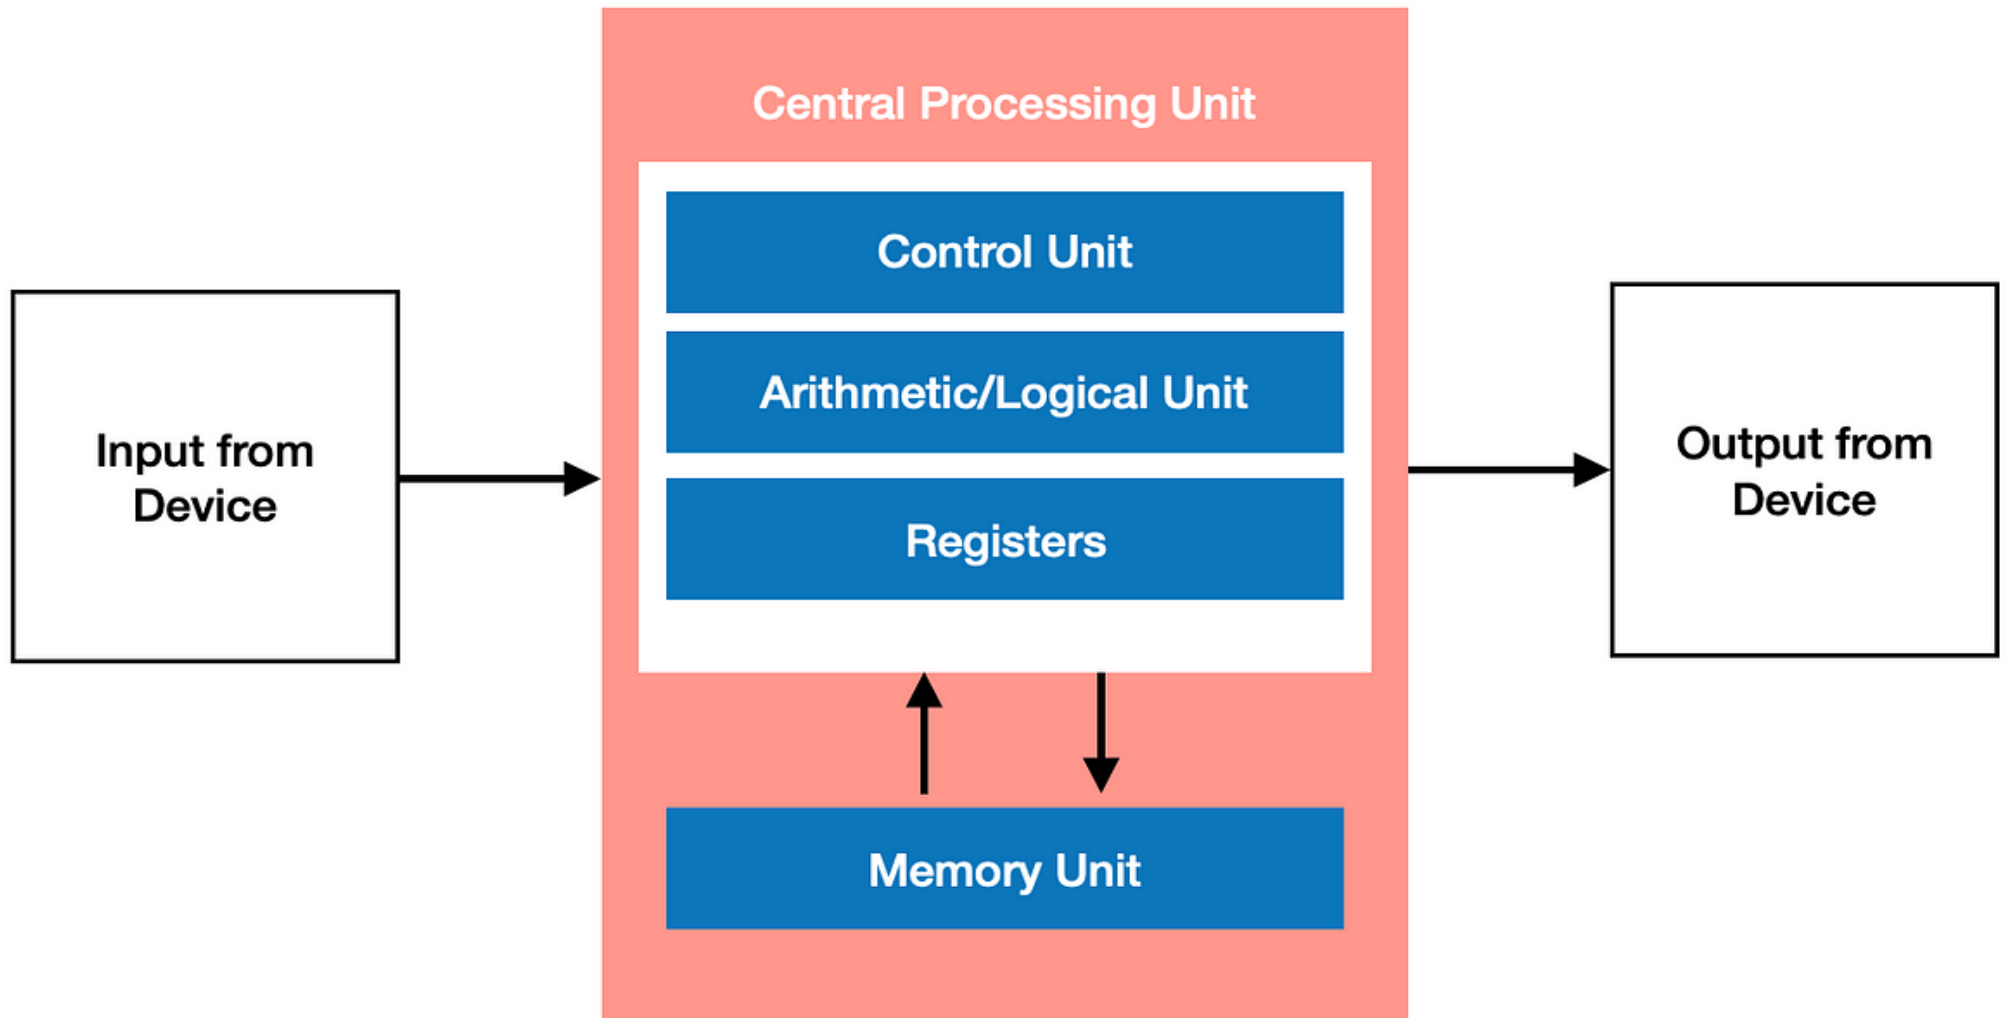 Central Processing Unit
Control Unit
Arithmetic/Logical Unit
Registers
Memory Unit
Input from
Device
Output from
Device